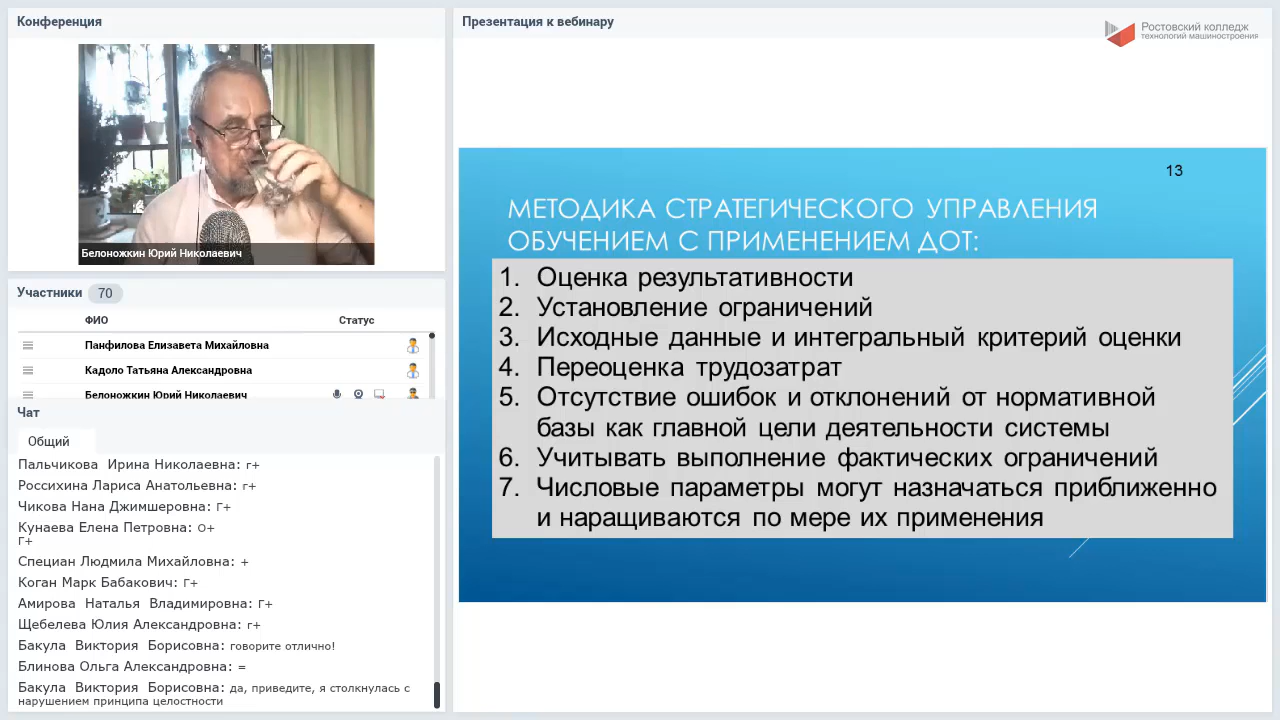 Конференция
Белоножкин Юрий Николаевич
Участники 70
ФИО Статус
Панфилова Елизавета Михайловна
Кадоло Татьяна Александровна
Белоножкин Юрий Николаевич
Чат
Общий
Пальчикова Ирина Николаевна: г+
Россихина Лариса Анатольевна: г+
Чикова Нана Джимшеровна: Г+
Кунаева Елена Петровна: О+
Г+
Специан Людмила Михайловна: +
Коган Марк Бабакович: Г+
Амирова Наталья Владимировна: Г+
Щебелева Юлия Александровна: г+
Бакула Виктория Борисовна: говорите отлично!
Блинова Ольга Александровна: =
Бакула Виктория Борисовна: да, приведите, я столкнулась с
нарушением принципа целостности
Презентация к вебинару
Ростовский колледж
технологий машиностроения
13
МЕТОДИКА СТРАТЕГИЧЕСКОГО УПРАВЛЕНИЯ
ОБУЧЕНИЕМ С ПРИМЕНЕНИЕМ ДОТ:
1. Оценка результативности
2. Установление ограничений
3. Исходные данные и интегральный критерий оценки
4. Переоценка трудозатрат
5. Отсутствие ошибок и отклонений от нормативной
базы как главной цели деятельности системы
6. Учитывать выполнение фактических ограничений
7. Числовые параметры могут назначаться приближенно
и наращиваются по мере их применения